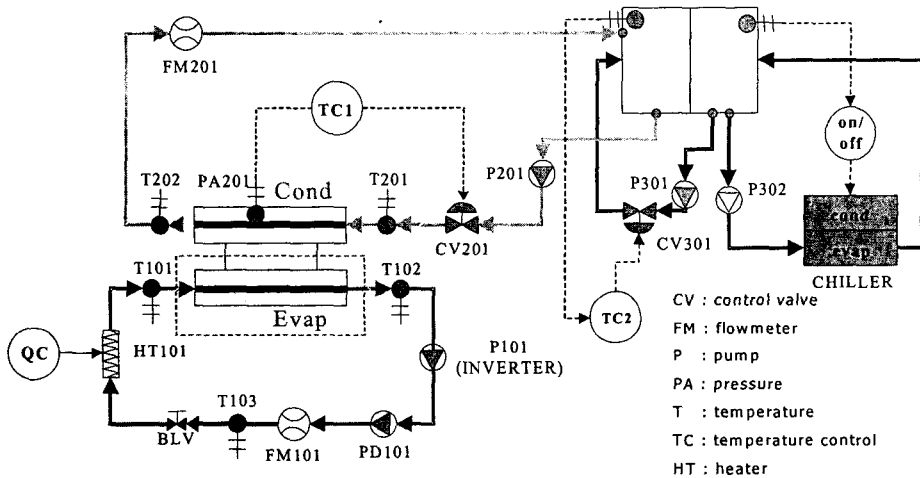 FM201
TC1
on/
off
P201
P301
P302
T202
PA201
Cond
T201
CV201
CV301
cond
evap
CHILLER
T101
T102
Evap
TC2
QC
HT101
P101
(INVERTER)
T103
BLV
FM101
PD101
CV : control valve
FM : flowmeter
P : pump
PA : pressure
T : temperature
TC : temperature control
HT : heater